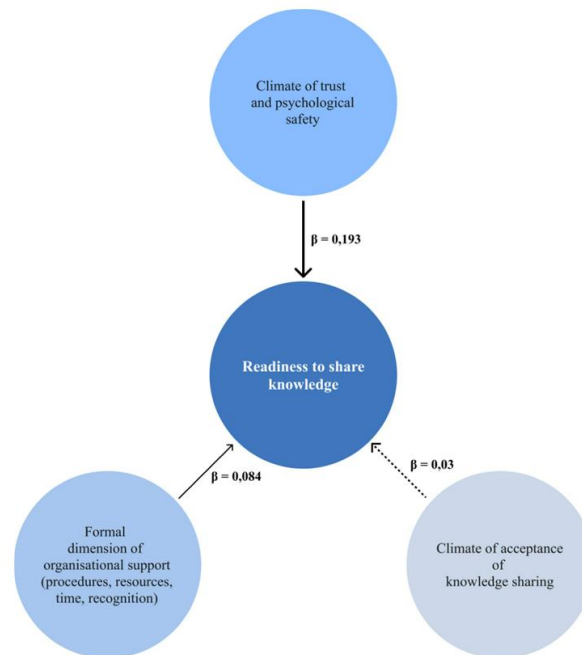 Climate of trust
and psychological
safety
β = 0,193
Readiness to share
knowledge
β = 0,084
β = 0,03
Formal
dimension of
organisational support
(procedures, resources,
time, recognition)
Climate of acceptance
of
knowledge sharing